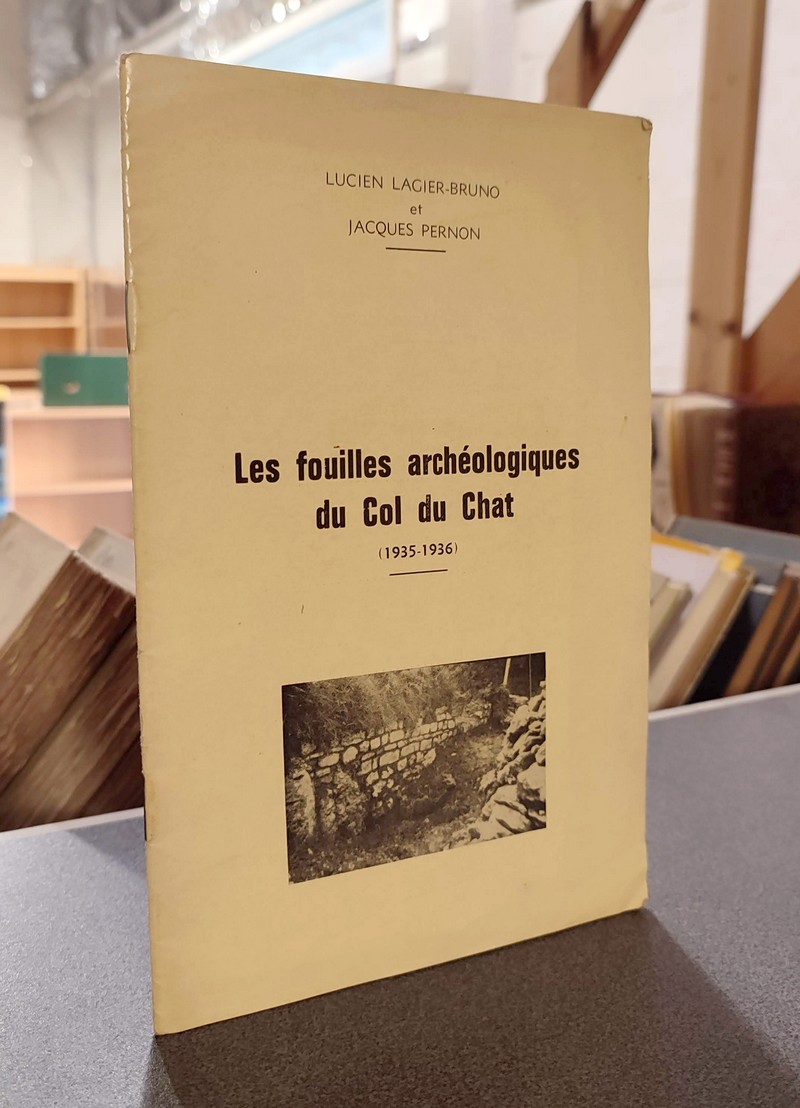 LUCIEN LAGIER-BRUNO
et
JACQUES PERNON
Les fouilles archéologiques
du Col du Chat
(1935-1936)